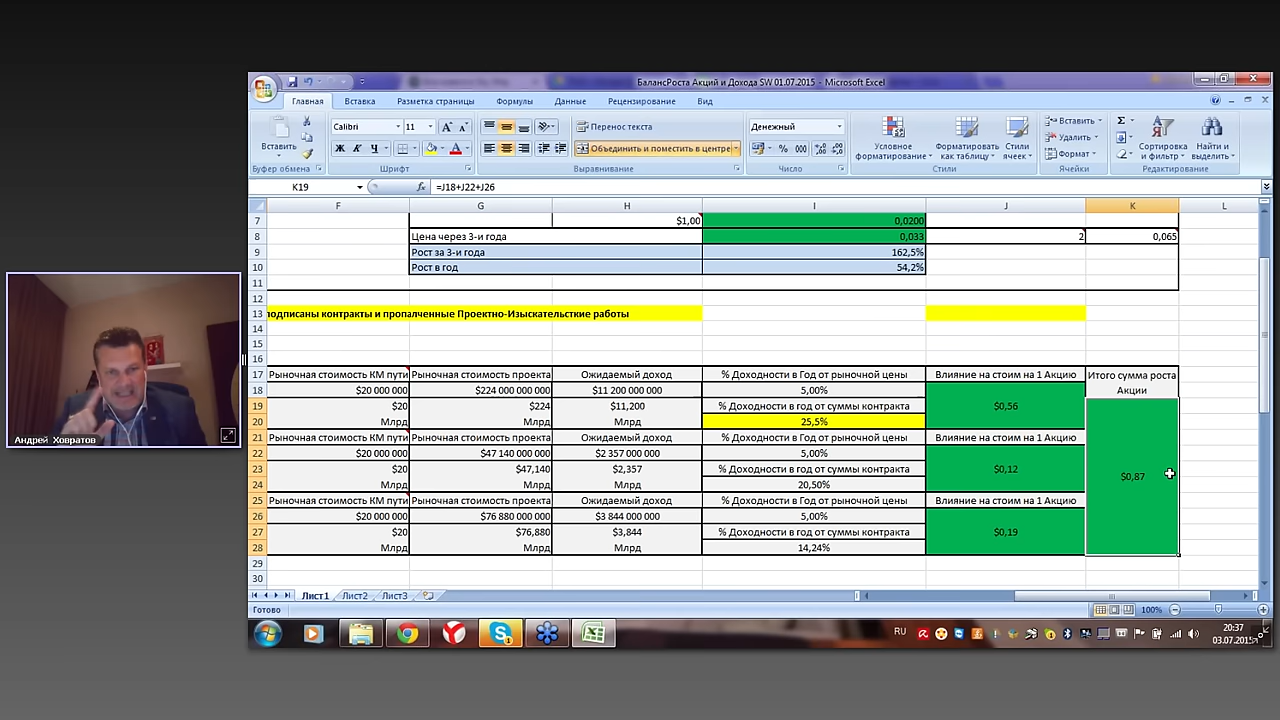 БалансРоста Акций и Дохода SW 01.07.2015 - Microsoft Excel
Главная Вставка Разметка страницы Формулы Данные Рецензирование Вид
Вставить Calibri 11 Перенос текста Денежный Условное форматирование Форматировать как таблицу Стили ячеек Вставить Удалить Формат Сортировка и фильтр Найти и выделить
Ж К Ч Объединить и поместить в центре % 000
Буфер обмена Шрифт Выравнивание Число Стили Ячейки Редактирование
K19 fx =J18+J22+J26
F G H I J K L
7 $1,00 0,0200
8 Цена через 3-и года 0,033 2 0,065
9 Рост за 3-и года 162,5%
10 Рост в год 54,2%
11
12
13 подписаны контракты и пропалченные Проектно-Изыскательсткие работы
14
15
16
17 Рыночная стоимость КМ пути Рыночная стоимость проекта Ожидаемый доход % Доходности в Год от рыночной цены Влияние на стоим на 1 Акцию Итого сумма роста Акции
18 $20 000 000 $224 000 000 000 $11 200 000 000 5,00%
19 $20 $224 $11,200 % Доходности в год от суммы контракта $0,56
20 Млрд Млрд Млрд 25,5%
21 Рыночная стоимость КМ пути Рыночная стоимость проекта Ожидаемый доход % Доходности в Год от рыночной цены Влияние на стоим на 1 Акцию
22 $20 000 000 $47 140 000 000 $2 357 000 000 5,00%
23 $20 $47,140 $2,357 % Доходности в год от суммы контракта $0,12 $0,87
24 Млрд Млрд Млрд 20,50%
25 Рыночная стоимость КМ пути Рыночная стоимость проекта Ожидаемый доход % Доходности в Год от рыночной цены Влияние на стоим на 1 Акцию
26 $20 000 000 $76 880 000 000 $3 844 000 000 5,00%
27 $20 $76,880 $3,844 % Доходности в год от суммы контракта $0,19
28 Млрд Млрд Млрд 14,24%
29
30
Андрей Ховратов
Лист1 Лист2 Лист3
Готово 100%
RU 20:37
03.07.2015